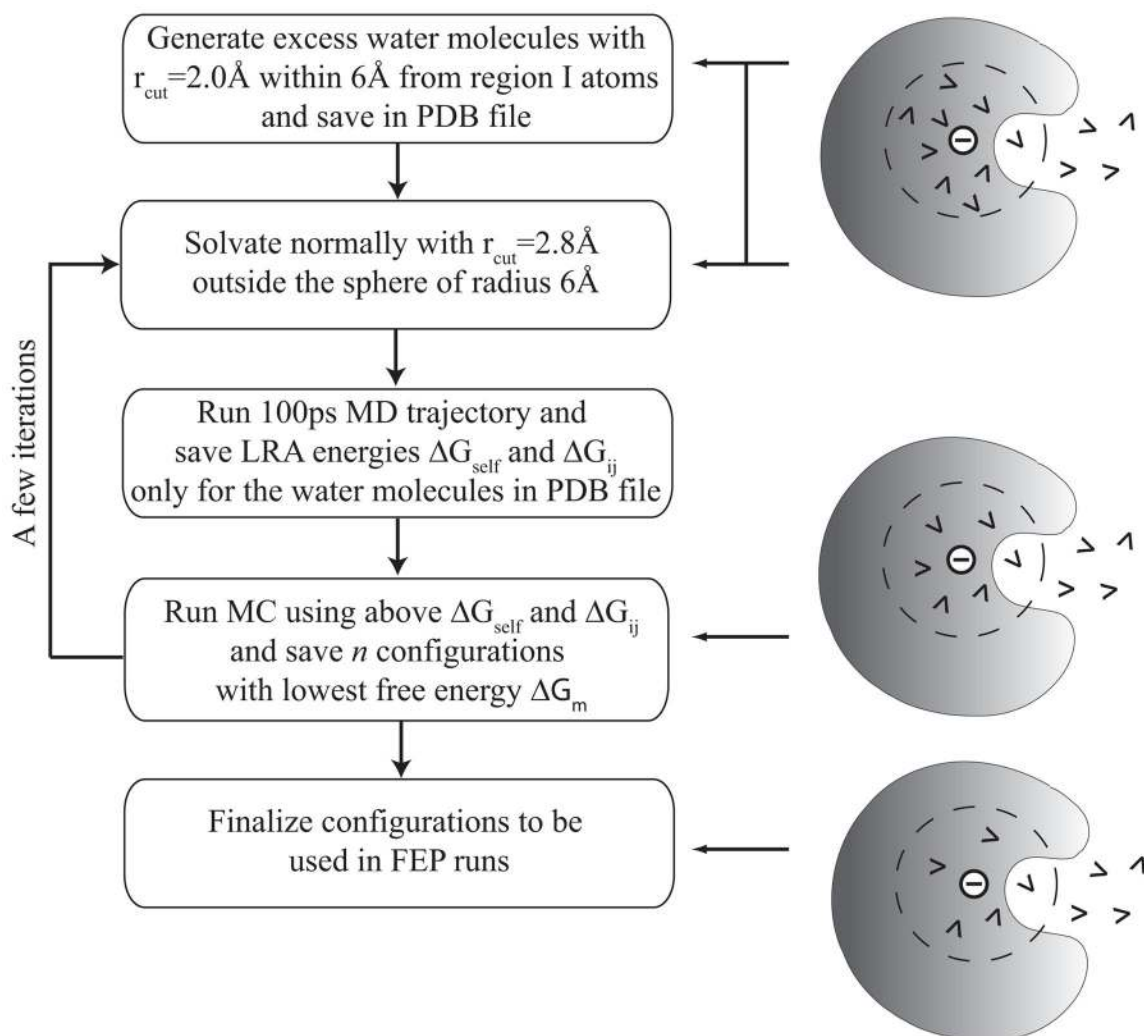 Generate excess water molecules with
r_cut=2.0Å within 6Å from region I atoms
and save in PDB file
Solvate normally with r_cut=2.8Å
outside the sphere of radius 6Å
A few iterations
Run 100ps MD trajectory and
save LRA energies ΔG_self and ΔG_ij
only for the water molecules in PDB file
Run MC using above ΔG_self and ΔG_ij
and save n configurations
with lowest free energy ΔG_m
Finalize configurations to be
used in FEP runs